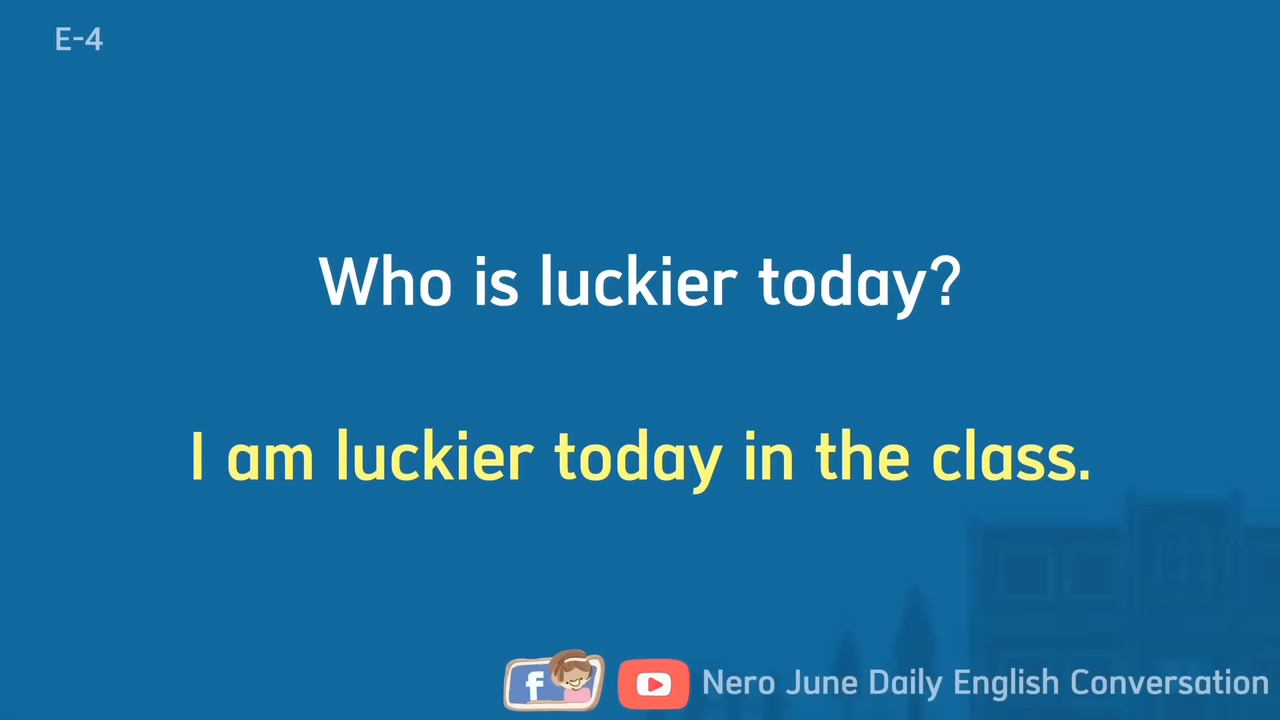 E-4
Who is luckier today?
I am luckier today in the class.
f Nero June Daily English Conversation